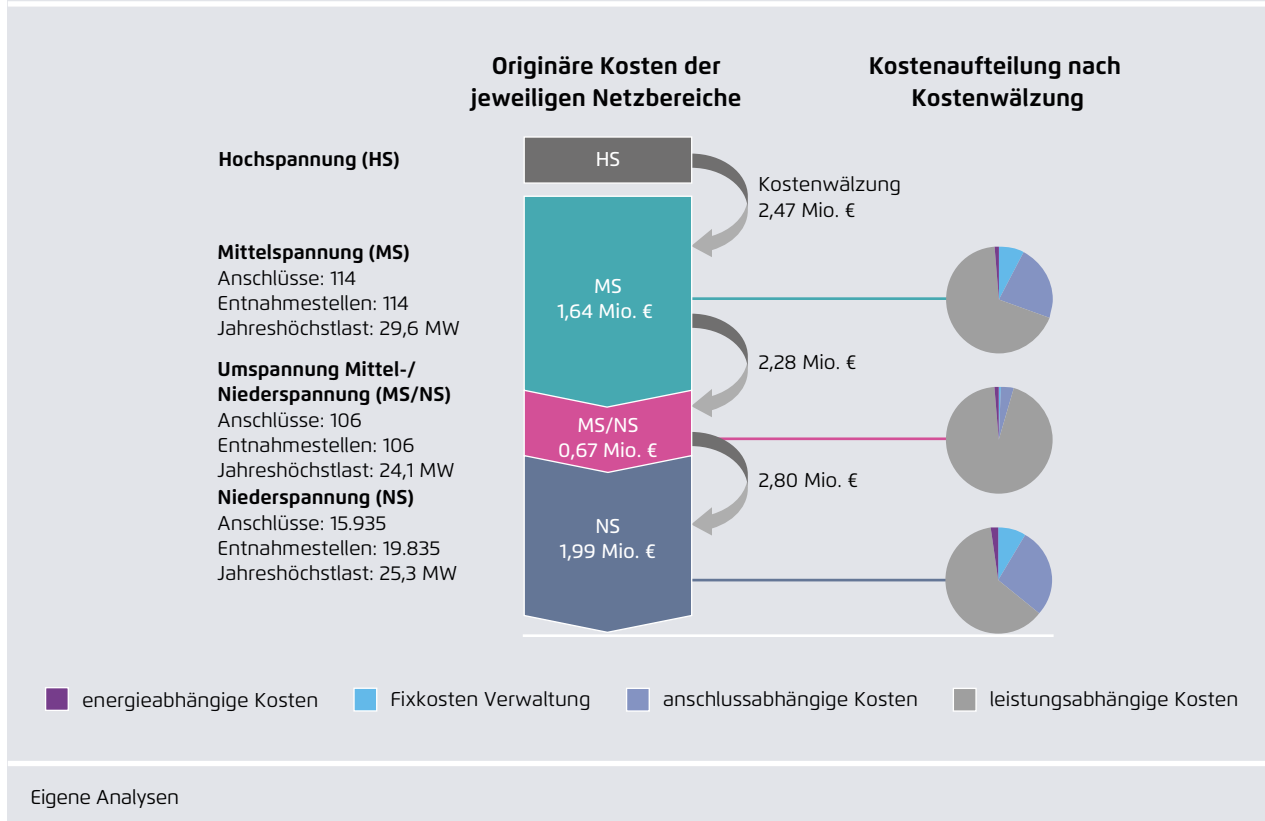 Originäre Kosten der
jeweiligen Netzbereiche
Kostenaufteilung nach
Kostenwälzung
Hochspannung (HS)
HS
Kostenwälzung
2,47 Mio. €
Mittelspannung (MS)
Anschlüsse: 114
Entnahmestellen: 114
Jahreshöchstlast: 29,6 MW
MS
1,64 Mio. €
2,28 Mio. €
Umspannung Mittel-/
Niederspannung (MS/NS)
Anschlüsse: 106
Entnahmestellen: 106
Jahreshöchstlast: 24,1 MW
MS/NS
0,67 Mio. €
2,80 Mio. €
Niederspannung (NS)
Anschlüsse: 15.935
Entnahmestellen: 19.835
Jahreshöchstlast: 25,3 MW
NS
1,99 Mio. €
energieabhängige Kosten
Fixkosten Verwaltung
anschlussabhängige Kosten
leistungsabhängige Kosten
Eigene Analysen